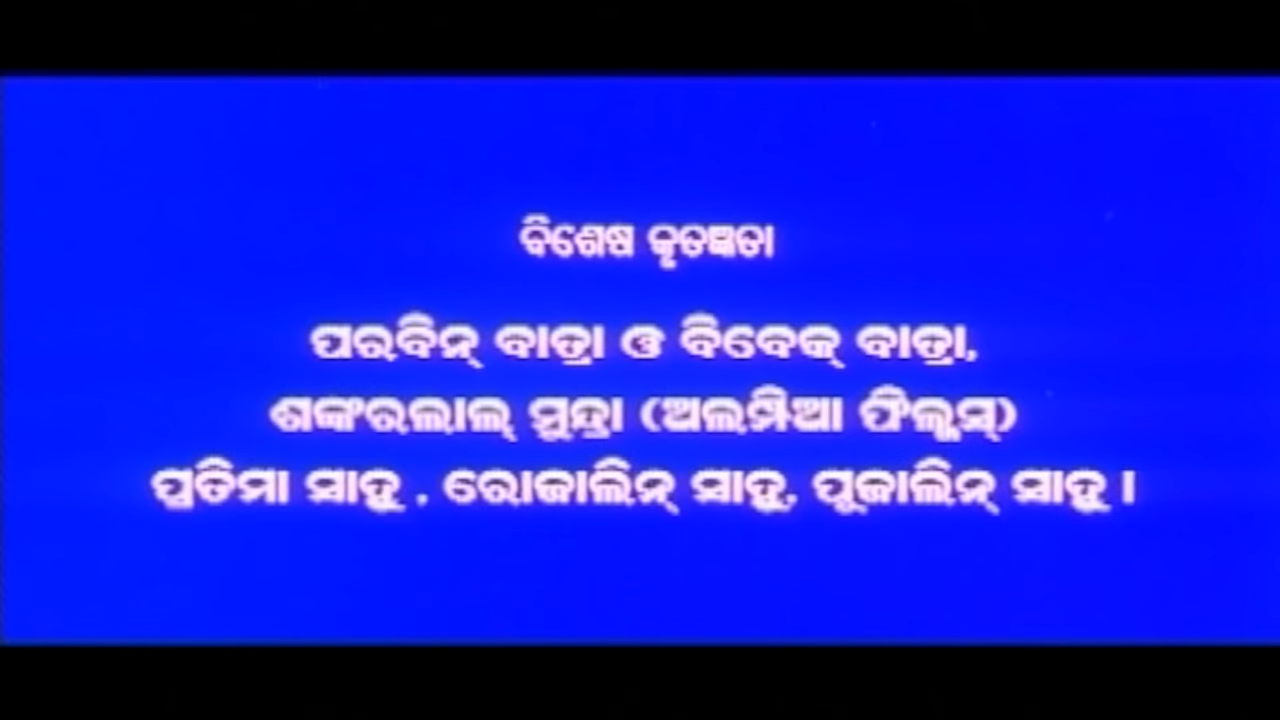 ବିଶେଷ କୃତଜ୍ଞତା
ପରବିନ୍ ବାତ୍ରା ଓ ବିବେକ୍ ବାତ୍ରା,
ଶଙ୍କରଲାଲ୍ ମୁନ୍ଦ୍ରା (ଅଲମ୍ପିଆ ଫିଲ୍ମସ୍)
ପ୍ରତିମା ସାହୁ , ରୋଜାଲିନ୍ ସାହୁ, ପୂଜାଲିନ୍ ସାହୁ ।